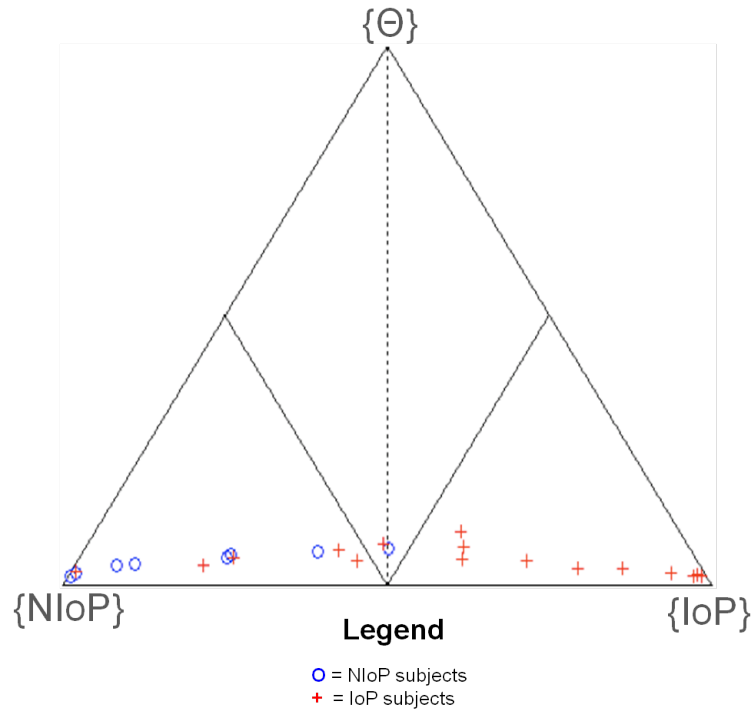 {Θ}
{NIoP}
{IoP}
Legend
O = NIoP subjects
+ = IoP subjects